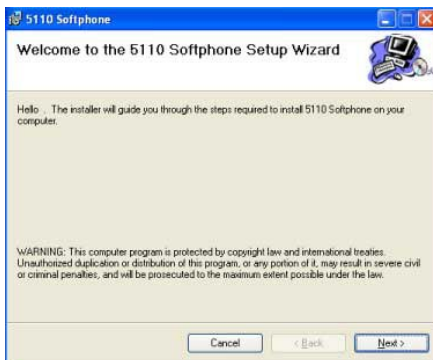 5110 Softphone
Welcome to the 5110 Softphone Setup Wizard
Hello . The installer will guide you through the steps required to install 5110 Softphone on your
computer.
WARNING: This computer program is protected by copyright law and international treaties.
Unauthorized duplication or distribution of this program, or any portion of it, may result in severe civil
or criminal penalties, and will be prosecuted to the maximum extent possible under the law.
Cancel
< Back
Next >